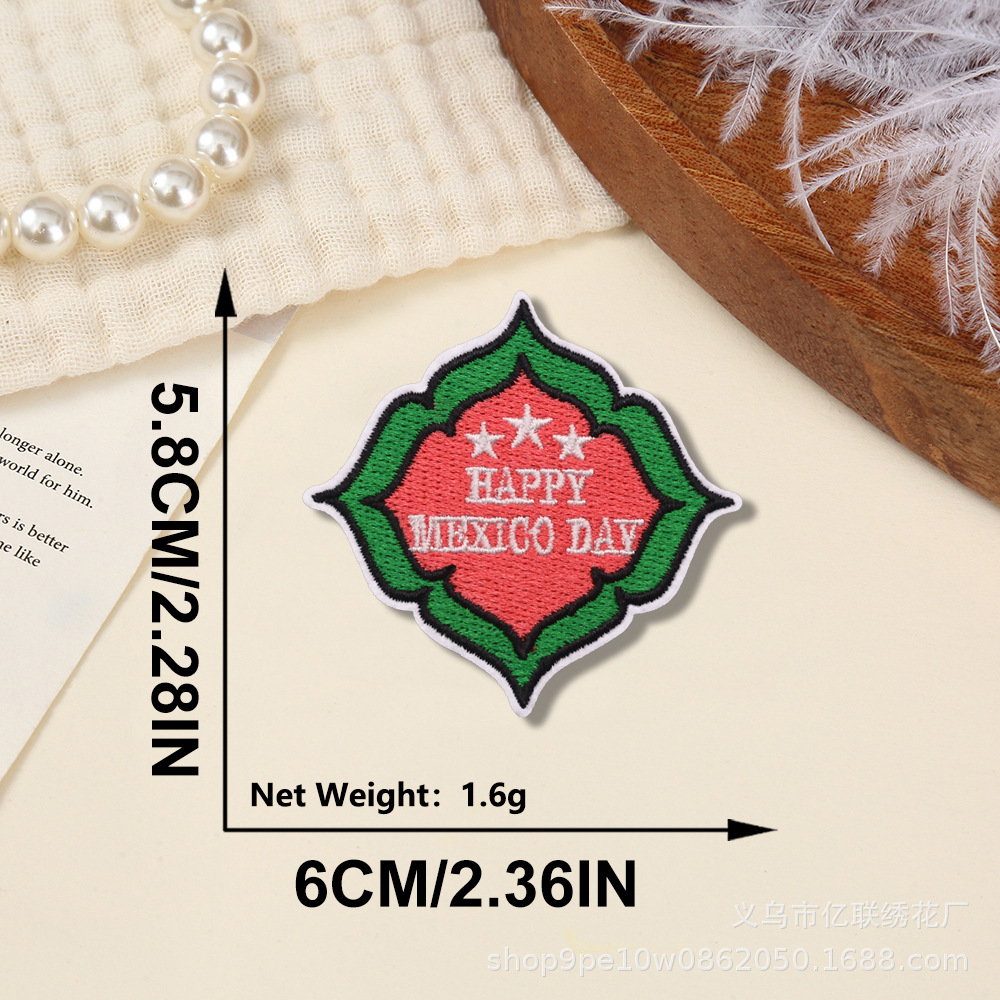 longer alone.
world for him.
rs is better
ne like
5.8CM/2.28IN
HAPPY
MEXICO DAY
Net Weight： 1.6g
6CM/2.36IN
义乌市亿联绣花厂
shop9pe10w0862050.1688.com